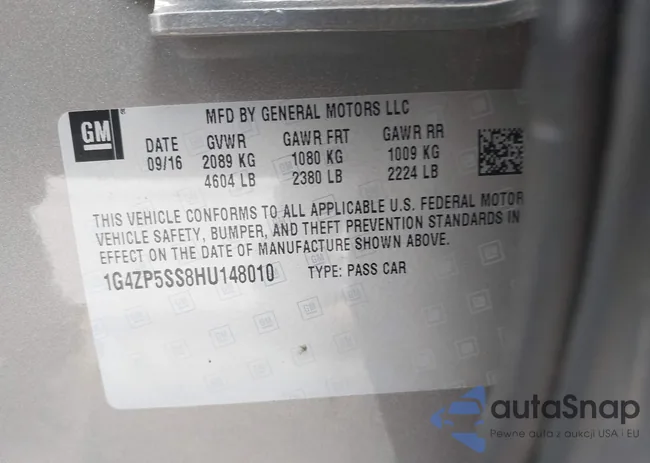 MFD BY GENERAL MOTORS LLC
GM
DATE GVWR GAWR FRT GAWR RR
09/16 2089 KG 1080 KG 1009 KG
4604 LB 2380 LB 2224 LB
THIS VEHICLE CONFORMS TO ALL APPLICABLE U.S. FEDERAL MOTOR
VEHICLE SAFETY, BUMPER, AND THEFT PREVENTION STANDARDS IN
EFFECT ON THE DATE OF MANUFACTURE SHOWN ABOVE.
1G4ZP5SS8HU148010 TYPE: PASS CAR
autaSnap
Pewne auta z aukcji USA i EU